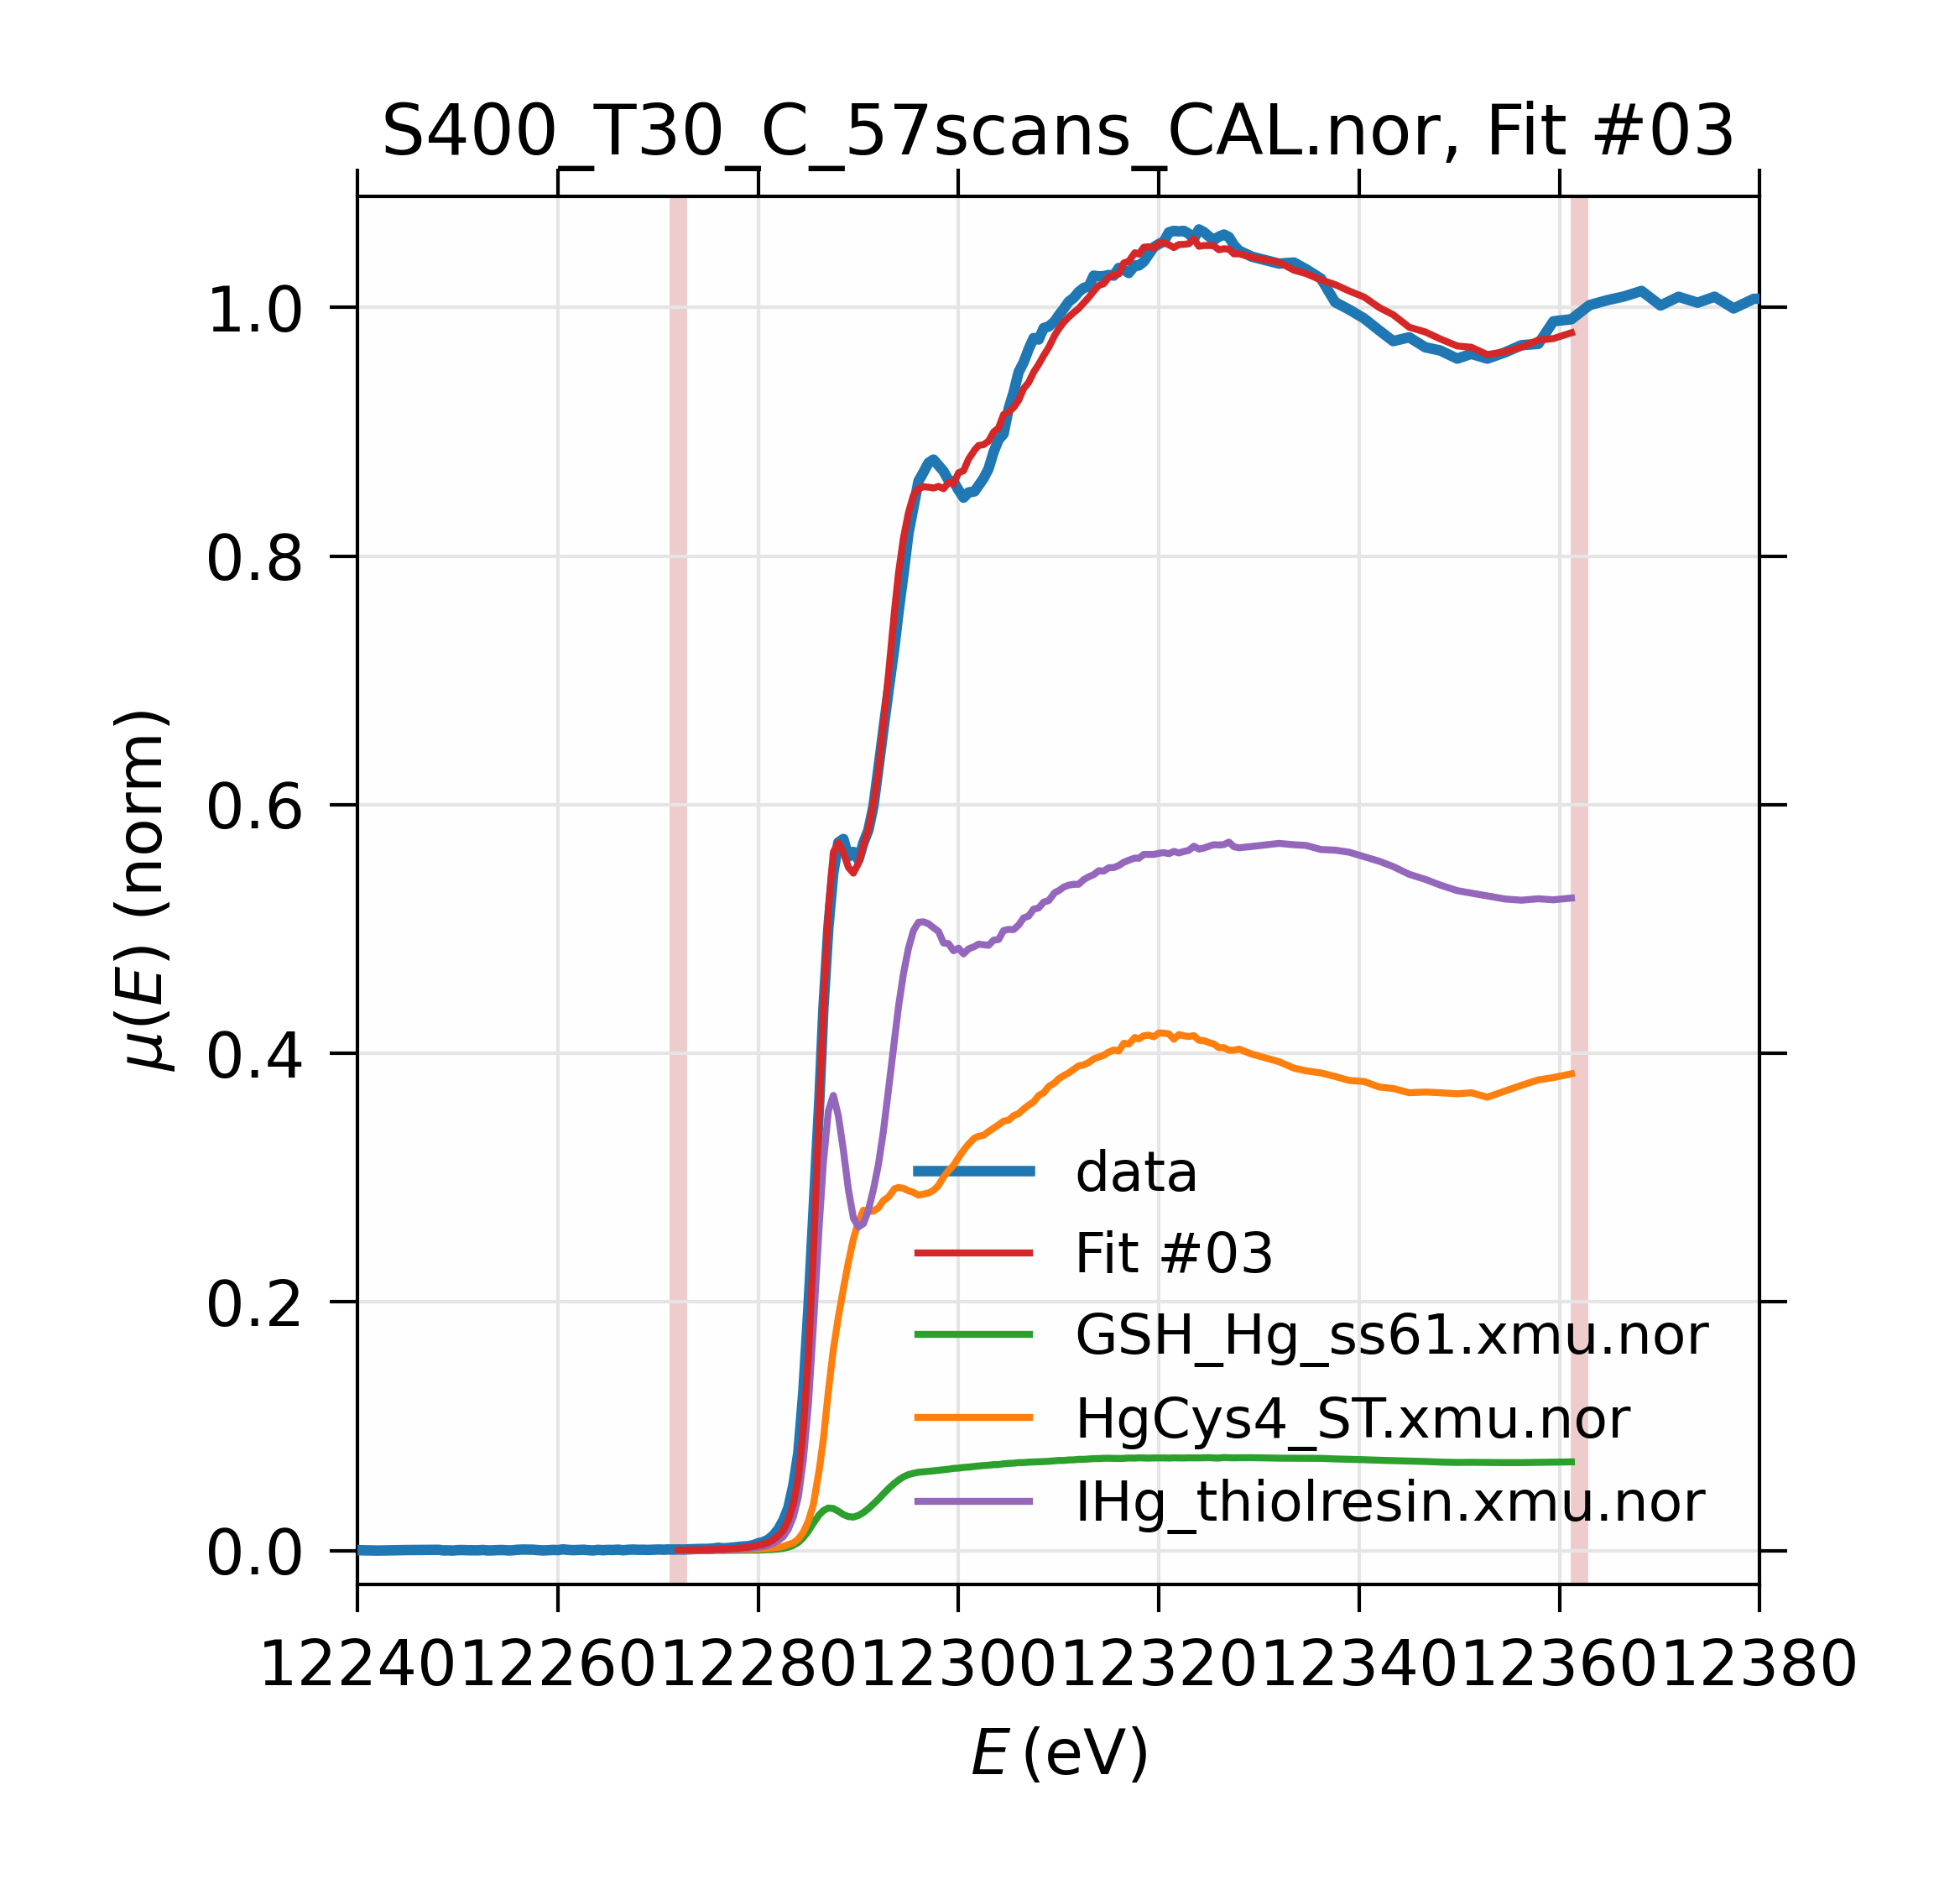 S400_T30_C_57scans_CAL.nor, Fit #03
1.0
0.8
0.6
0.4
0.2
0.0
μ(E) (norm)
data
Fit #03
GSH_Hg_ss61.xmu.nor
HgCys4_ST.xmu.nor
IHg_thiolresin.xmu.nor
12240 12260 12280 12300 12320 12340 12360 12380
E (eV)